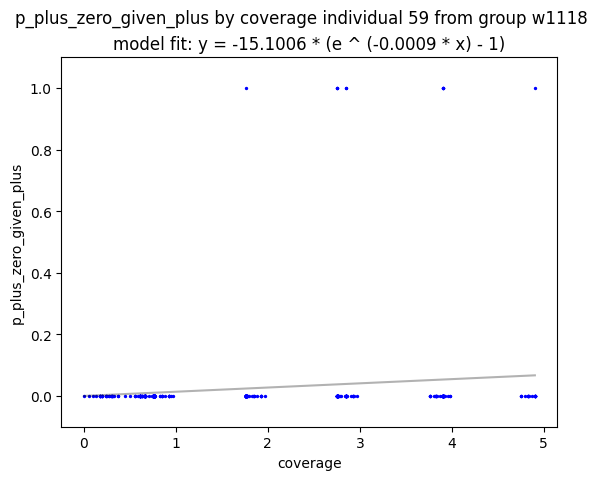 p_plus_zero_given_plus by coverage individual 59 from group w1118
model fit: y = -15.1006 * (e ^ (-0.0009 * x) - 1)
1.0
0.8
0.6
0.4
0.2
0.0
p_plus_zero_given_plus
0 1 2 3 4 5
coverage